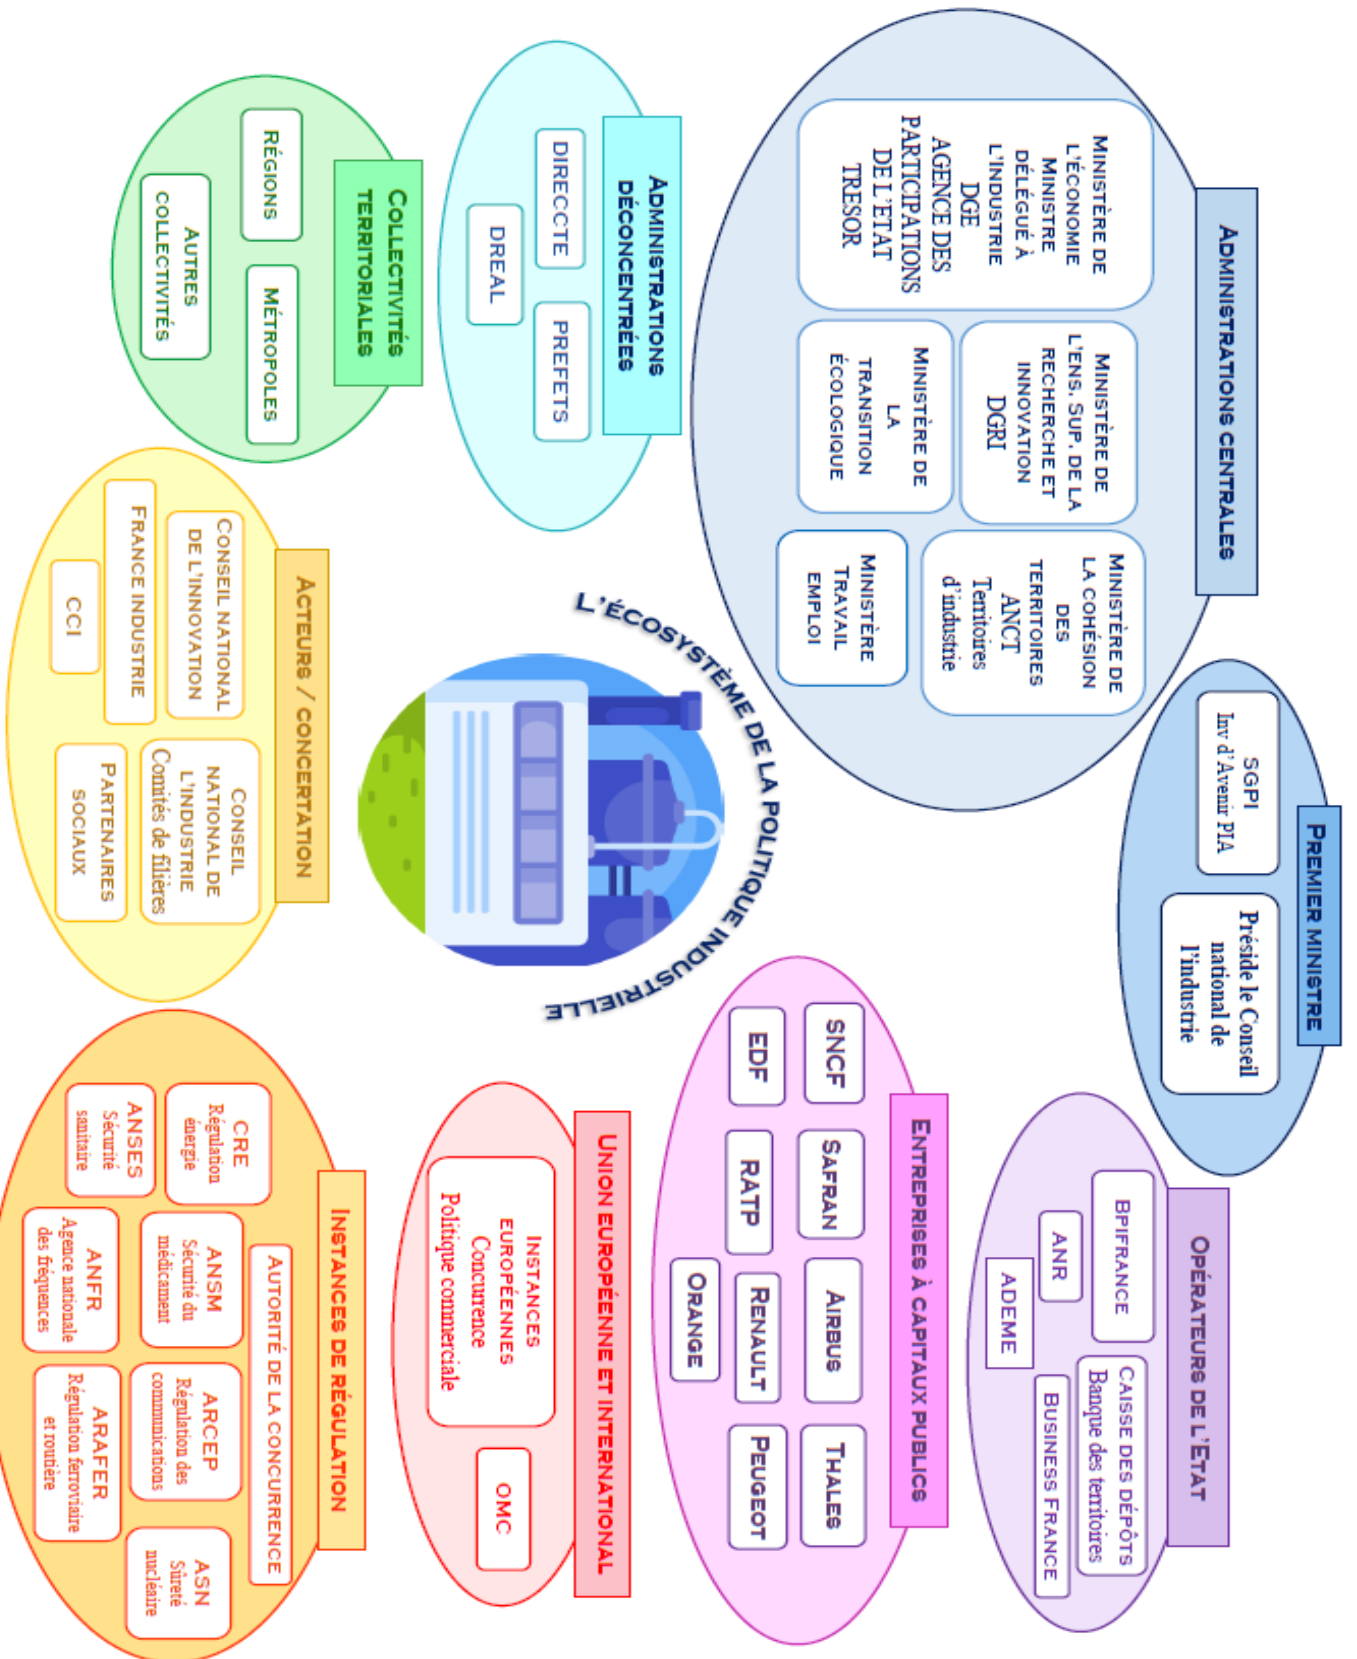 PREMIER MINISTRE
SGPI
Inv d'Avenir PIA
Préside le Conseil
national de
l'industrie
ADMINISTRATIONS CENTRALES
MINISTÈRE DE
L'ÉCONOMIE
MINISTRE
DÉLÉGUÉ À
L'INDUSTRIE
DGE
AGENCE DES
PARTICIPATIONS
DE L'ETAT
TRESOR
MINISTÈRE DE
L'ENS. SUP. DE LA
RECHERCHE ET
INNOVATION
DGRI
MINISTÈRE DE
LA COHÉSION
DES
TERRITOIRES
ANCT
Territoires
d'industrie
MINISTÈRE DE
LA
TRANSITION
ÉCOLOGIQUE
MINISTÈRE
TRAVAIL
EMPLOI
OPÉRATEURS DE L'ETAT
BPIFRANCE
CAISSE DES DÉPÔTS
Banque des territoires
ANR
BUSINESS FRANCE
ADEME
ADMINISTRATIONS
DÉCONCENTRÉES
DIRECCTE
PREFETS
DREAL
L'ÉCOSYSTÈME DE LA POLITIQUE INDUSTRIELLE
ENTREPRISES À CAPITAUX PUBLICS
SNCF
SAFRAN
AIRBUS
THALES
EDF
RATP
RENAULT
PEUGEOT
ORANGE
COLLECTIVITÉS
TERRITORIALES
RÉGIONS
MÉTROPOLES
AUTRES
COLLECTIVITÉS
UNION EUROPÉENNE ET INTERNATIONAL
INSTANCES
EUROPÉENNES
Concurrence
Politique commerciale
OMC
ACTEURS / CONCERTATION
CONSEIL NATIONAL
DE L'INNOVATION
CONSEIL
NATIONAL DE
L'INDUSTRIE
Comités de filières
FRANCE INDUSTRIE
PARTENAIRES
SOCIAUX
CCI
INSTANCES DE RÉGULATION
AUTORITÉ DE LA CONCURRENCE
CRE
Régulation
énergie
ANSM
Sécurité du
médicament
ARCEP
Régulation des
communications
ASN
Sûreté
nucléaire
ANSES
Sécurité
sanitaire
ANFR
Agence nationale
des fréquences
ARAFER
Régulation ferroviaire
et routière